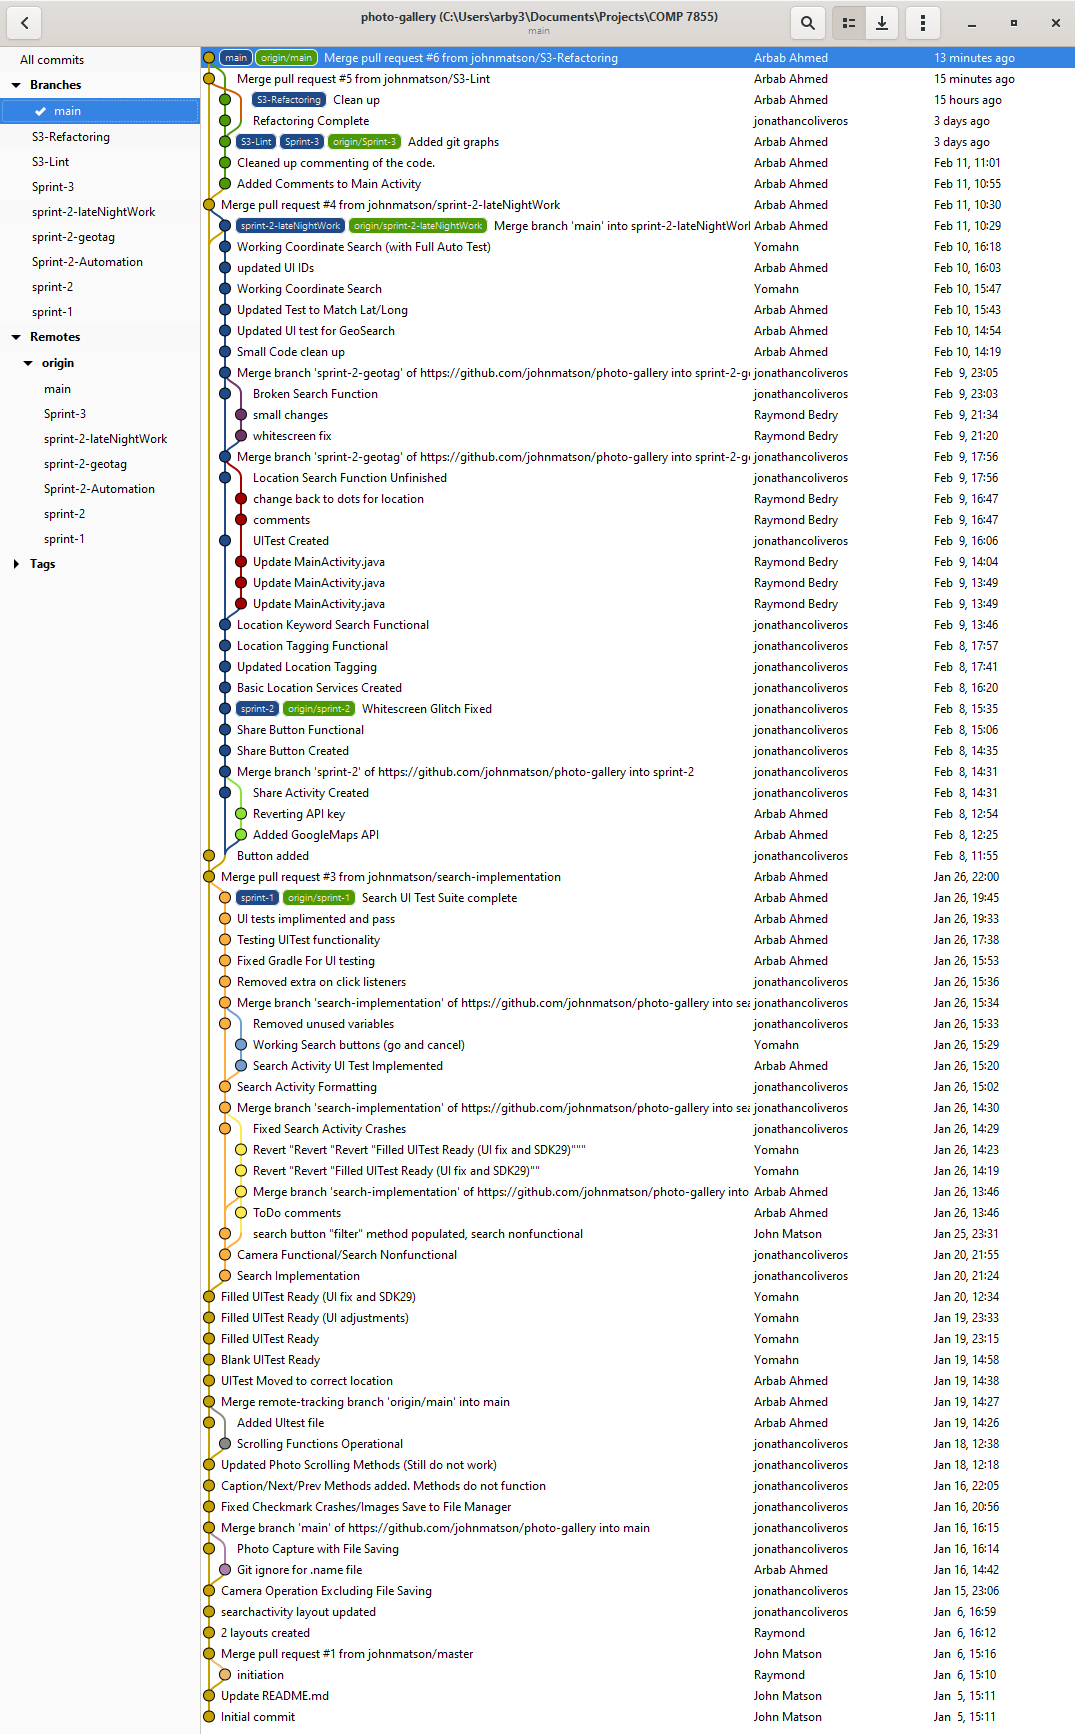 photo-gallery (C:\Users\arby3\Documents\Projects\COMP 7855)
main
All commits
Branches
main
S3-Refactoring
S3-Lint
Sprint-3
sprint-2-lateNightWork
sprint-2-geotag
Sprint-2-Automation
sprint-2
sprint-1
Remotes
origin
main
Sprint-3
sprint-2-lateNightWork
sprint-2-geotag
Sprint-2-Automation
sprint-2
sprint-1
Tags
main origin/main Merge pull request #6 from johnmatson/S3-Refactoring Arbab Ahmed 13 minutes ago
Merge pull request #5 from johnmatson/S3-Lint Arbab Ahmed 15 minutes ago
S3-Refactoring Clean up Arbab Ahmed 15 hours ago
Refactoring Complete jonathancoliveros 3 days ago
S3-Lint Sprint-3 origin/Sprint-3 Added git graphs Arbab Ahmed 3 days ago
Cleaned up commenting of the code. Arbab Ahmed Feb 11, 11:01
Added Comments to Main Activity Arbab Ahmed Feb 11, 10:55
Merge pull request #4 from johnmatson/sprint-2-lateNightWork Arbab Ahmed Feb 11, 10:30
sprint-2-lateNightWork origin/sprint-2-lateNightWork Merge branch 'main' into sprint-2-lateNightWorl Arbab Ahmed Feb 11, 10:29
Working Coordinate Search (with Full Auto Test) Yomahn Feb 10, 16:18
updated UI IDs Arbab Ahmed Feb 10, 16:03
Working Coordinate Search Yomahn Feb 10, 15:47
Updated Test to Match Lat/Long Arbab Ahmed Feb 10, 15:43
Updated UI test for GeoSearch Arbab Ahmed Feb 10, 14:54
Small Code clean up Arbab Ahmed Feb 10, 14:19
Merge branch 'sprint-2-geotag' of https://github.com/johnmatson/photo-gallery into sprint-2-g jonathancoliveros Feb 9, 23:05
Broken Search Function jonathancoliveros Feb 9, 23:03
small changes Raymond Bedry Feb 9, 21:34
whitescreen fix Raymond Bedry Feb 9, 21:20
Merge branch 'sprint-2-geotag' of https://github.com/johnmatson/photo-gallery into sprint-2-g jonathancoliveros Feb 9, 17:56
Location Search Function Unfinished jonathancoliveros Feb 9, 17:56
change back to dots for location Raymond Bedry Feb 9, 16:47
comments Raymond Bedry Feb 9, 16:47
UITest Created jonathancoliveros Feb 9, 16:06
Update MainActivity.java Raymond Bedry Feb 9, 14:04
Update MainActivity.java Raymond Bedry Feb 9, 13:49
Update MainActivity.java Raymond Bedry Feb 9, 13:49
Location Keyword Search Functional jonathancoliveros Feb 9, 13:46
Location Tagging Functional jonathancoliveros Feb 8, 17:57
Updated Location Tagging jonathancoliveros Feb 8, 17:41
Basic Location Services Created jonathancoliveros Feb 8, 16:20
sprint-2 origin/sprint-2 Whitescreen Glitch Fixed jonathancoliveros Feb 8, 15:35
Share Button Functional jonathancoliveros Feb 8, 15:06
Share Button Created jonathancoliveros Feb 8, 14:35
Merge branch 'sprint-2' of https://github.com/johnmatson/photo-gallery into sprint-2 jonathancoliveros Feb 8, 14:31
Share Activity Created jonathancoliveros Feb 8, 14:31
Reverting API key Arbab Ahmed Feb 8, 12:54
Added GoogleMaps API Arbab Ahmed Feb 8, 12:25
Button added jonathancoliveros Feb 8, 11:55
Merge pull request #3 from johnmatson/search-implementation Arbab Ahmed Jan 26, 22:00
sprint-1 origin/sprint-1 Search UI Test Suite complete Arbab Ahmed Jan 26, 19:45
UI tests implimented and pass Arbab Ahmed Jan 26, 19:33
Testing UITest functionality Arbab Ahmed Jan 26, 17:38
Fixed Gradle For UI testing Arbab Ahmed Jan 26, 15:53
Removed extra on click listeners jonathancoliveros Jan 26, 15:36
Merge branch 'search-implementation' of https://github.com/johnmatson/photo-gallery into sea jonathancoliveros Jan 26, 15:34
Removed unused variables jonathancoliveros Jan 26, 15:33
Working Search buttons (go and cancel) Yomahn Jan 26, 15:29
Search Activity UI Test Implemented Arbab Ahmed Jan 26, 15:20
Search Activity Formatting jonathancoliveros Jan 26, 15:02
Merge branch 'search-implementation' of https://github.com/johnmatson/photo-gallery into sea jonathancoliveros Jan 26, 14:30
Fixed Search Activity Crashes jonathancoliveros Jan 26, 14:29
Revert "Revert "Revert "Filled UITest Ready (UI fix and SDK29)""" Yomahn Jan 26, 14:23
Revert "Revert "Filled UITest Ready (UI fix and SDK29)"" Yomahn Jan 26, 14:19
Merge branch 'search-implementation' of https://github.com/johnmatson/photo-gallery into Arbab Ahmed Jan 26, 13:46
ToDo comments Arbab Ahmed Jan 26, 13:46
search button "filter" method populated, search nonfunctional John Matson Jan 25, 23:31
Camera Functional/Search Nonfunctional jonathancoliveros Jan 20, 21:55
Search Implementation jonathancoliveros Jan 20, 21:24
Filled UITest Ready (UI fix and SDK29) Yomahn Jan 20, 12:34
Filled UITest Ready (UI adjustments) Yomahn Jan 19, 23:33
Filled UITest Ready Yomahn Jan 19, 23:15
Blank UITest Ready Yomahn Jan 19, 14:58
UITest Moved to correct location Arbab Ahmed Jan 19, 14:38
Merge remote-tracking branch 'origin/main' into main Arbab Ahmed Jan 19, 14:27
Added UItest file Arbab Ahmed Jan 19, 14:26
Scrolling Functions Operational jonathancoliveros Jan 18, 12:38
Updated Photo Scrolling Methods (Still do not work) jonathancoliveros Jan 18, 12:18
Caption/Next/Prev Methods added. Methods do not function jonathancoliveros Jan 16, 22:05
Fixed Checkmark Crashes/Images Save to File Manager jonathancoliveros Jan 16, 20:56
Merge branch 'main' of https://github.com/johnmatson/photo-gallery into main jonathancoliveros Jan 16, 16:15
Photo Capture with File Saving jonathancoliveros Jan 16, 16:14
Git ignore for .name file Arbab Ahmed Jan 16, 14:42
Camera Operation Excluding File Saving jonathancoliveros Jan 15, 23:06
searchactivity layout updated jonathancoliveros Jan 6, 16:59
2 layouts created Raymond Jan 6, 16:12
Merge pull request #1 from johnmatson/master John Matson Jan 6, 15:16
initiation Raymond Jan 6, 15:10
Update README.md John Matson Jan 5, 15:11
Initial commit John Matson Jan 5, 15:11